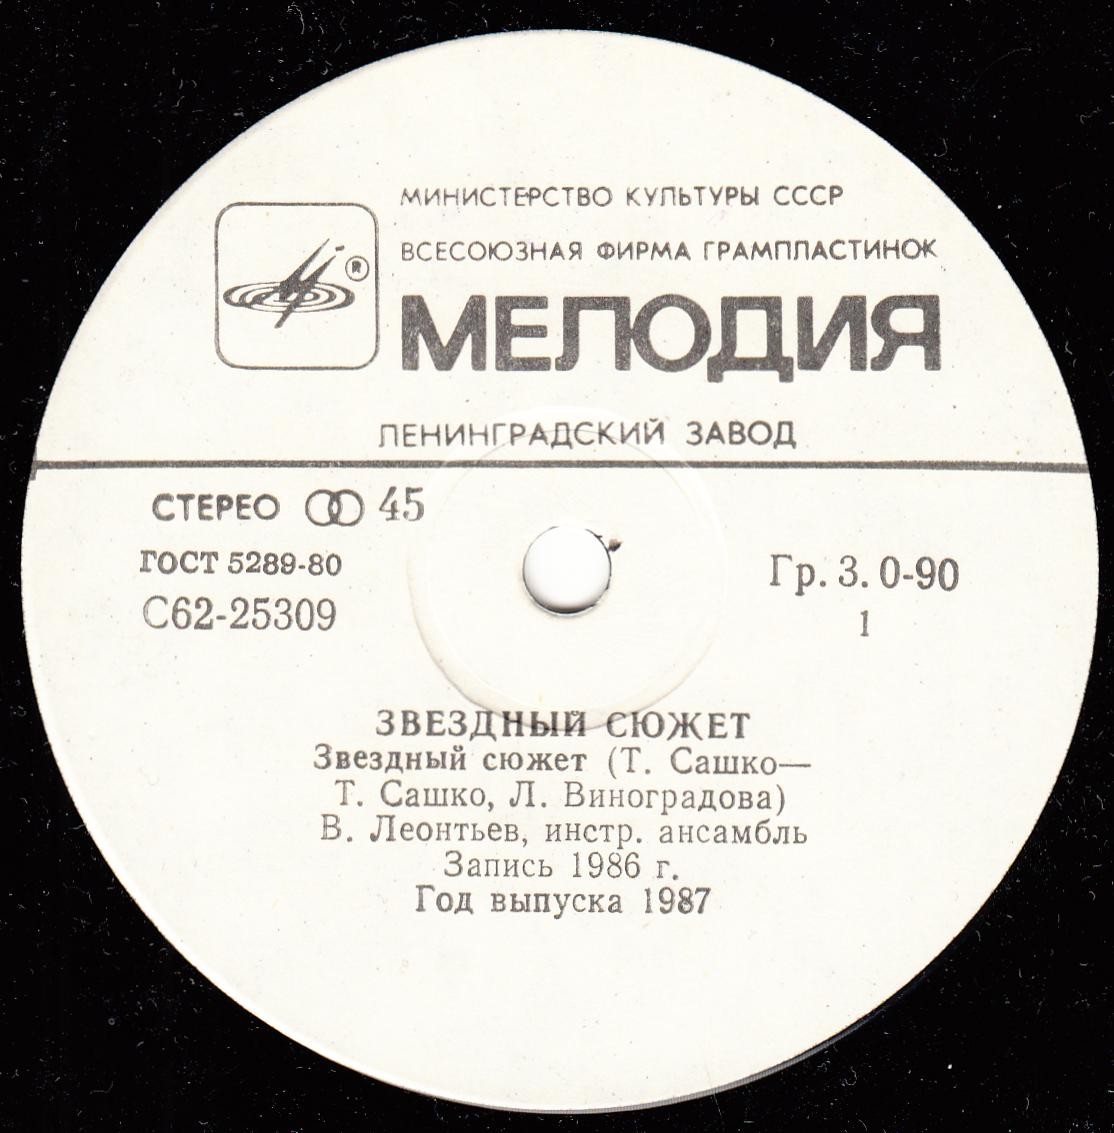 МИНИСТЕРСТВО КУЛЬТУРЫ СССР
ВСЕСОЮЗНАЯ ФИРМА ГРАМПЛАСТИНОК
®
МЕЛОДИЯ
ЛЕНИНГРАДСКИЙ ЗАВОД
СТЕРЕО 45
ГОСТ 5289-80
С62-25309
Гр. 3. 0-90
1
ЗВЕЗДНЫЙ СЮЖЕТ
Звездный сюжет (Т. Сашко—
Т. Сашко, Л. Виноградова)
В. Леонтьев, инстр. ансамбль
Запись 1986 г.
Год выпуска 1987